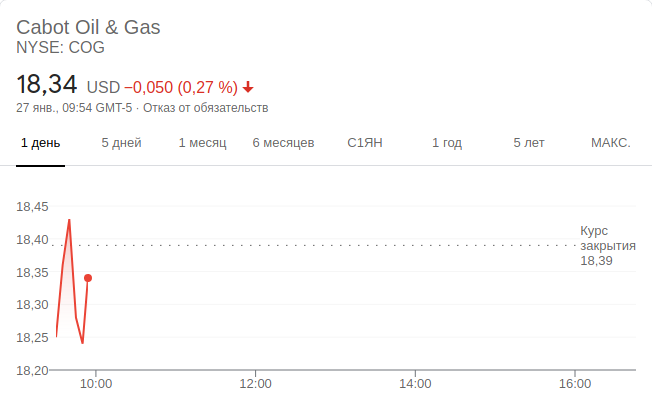 Cabot Oil & Gas
NYSE: COG
18,34 USD −0,050 (0,27 %)
27 янв., 09:54 GMT-5 · Отказ от обязательств
1 день 5 дней 1 месяц 6 месяцев С1ЯН 1 год 5 лет МАКС.
18,45
18,40
18,35
18,30
18,25
18,20
Курс
закрытия
18,39
10:00 12:00 14:00 16:00